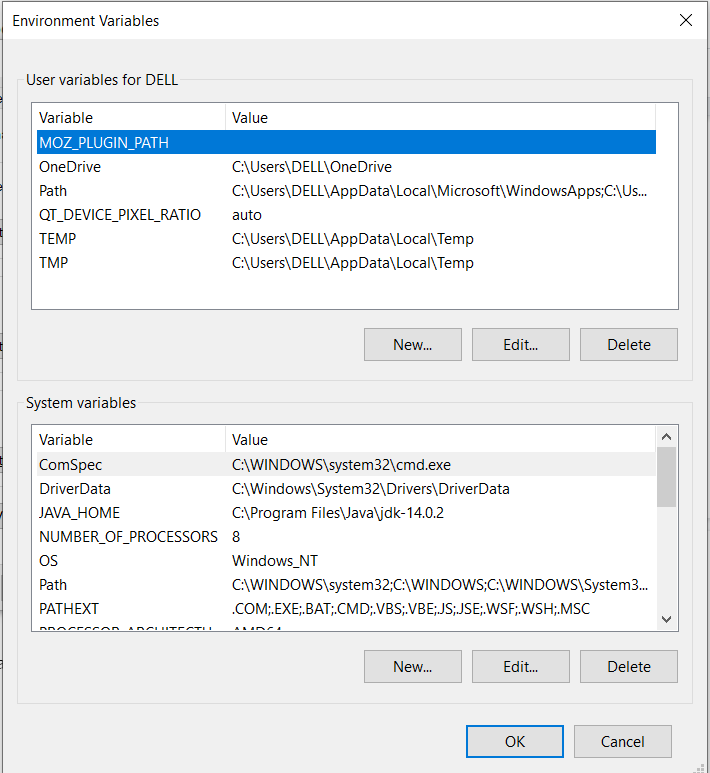 Environment Variables
User variables for DELL
Variable Value
MOZ_PLUGIN_PATH
OneDrive C:\Users\DELL\OneDrive
Path C:\Users\DELL\AppData\Local\Microsoft\WindowsApps;C:\Us...
QT_DEVICE_PIXEL_RATIO auto
TEMP C:\Users\DELL\AppData\Local\Temp
TMP C:\Users\DELL\AppData\Local\Temp
New... Edit... Delete
System variables
Variable Value
ComSpec C:\WINDOWS\system32\cmd.exe
DriverData C:\Windows\System32\Drivers\DriverData
JAVA_HOME C:\Program Files\Java\jdk-14.0.2
NUMBER_OF_PROCESSORS 8
OS Windows_NT
Path C:\WINDOWS\system32;C:\WINDOWS;C:\WINDOWS\System3...
PATHEXT .COM;.EXE;.BAT;.CMD;.VBS;.VBE;.JS;.JSE;.WSF;.WSH;.MSC
New... Edit... Delete
OK Cancel